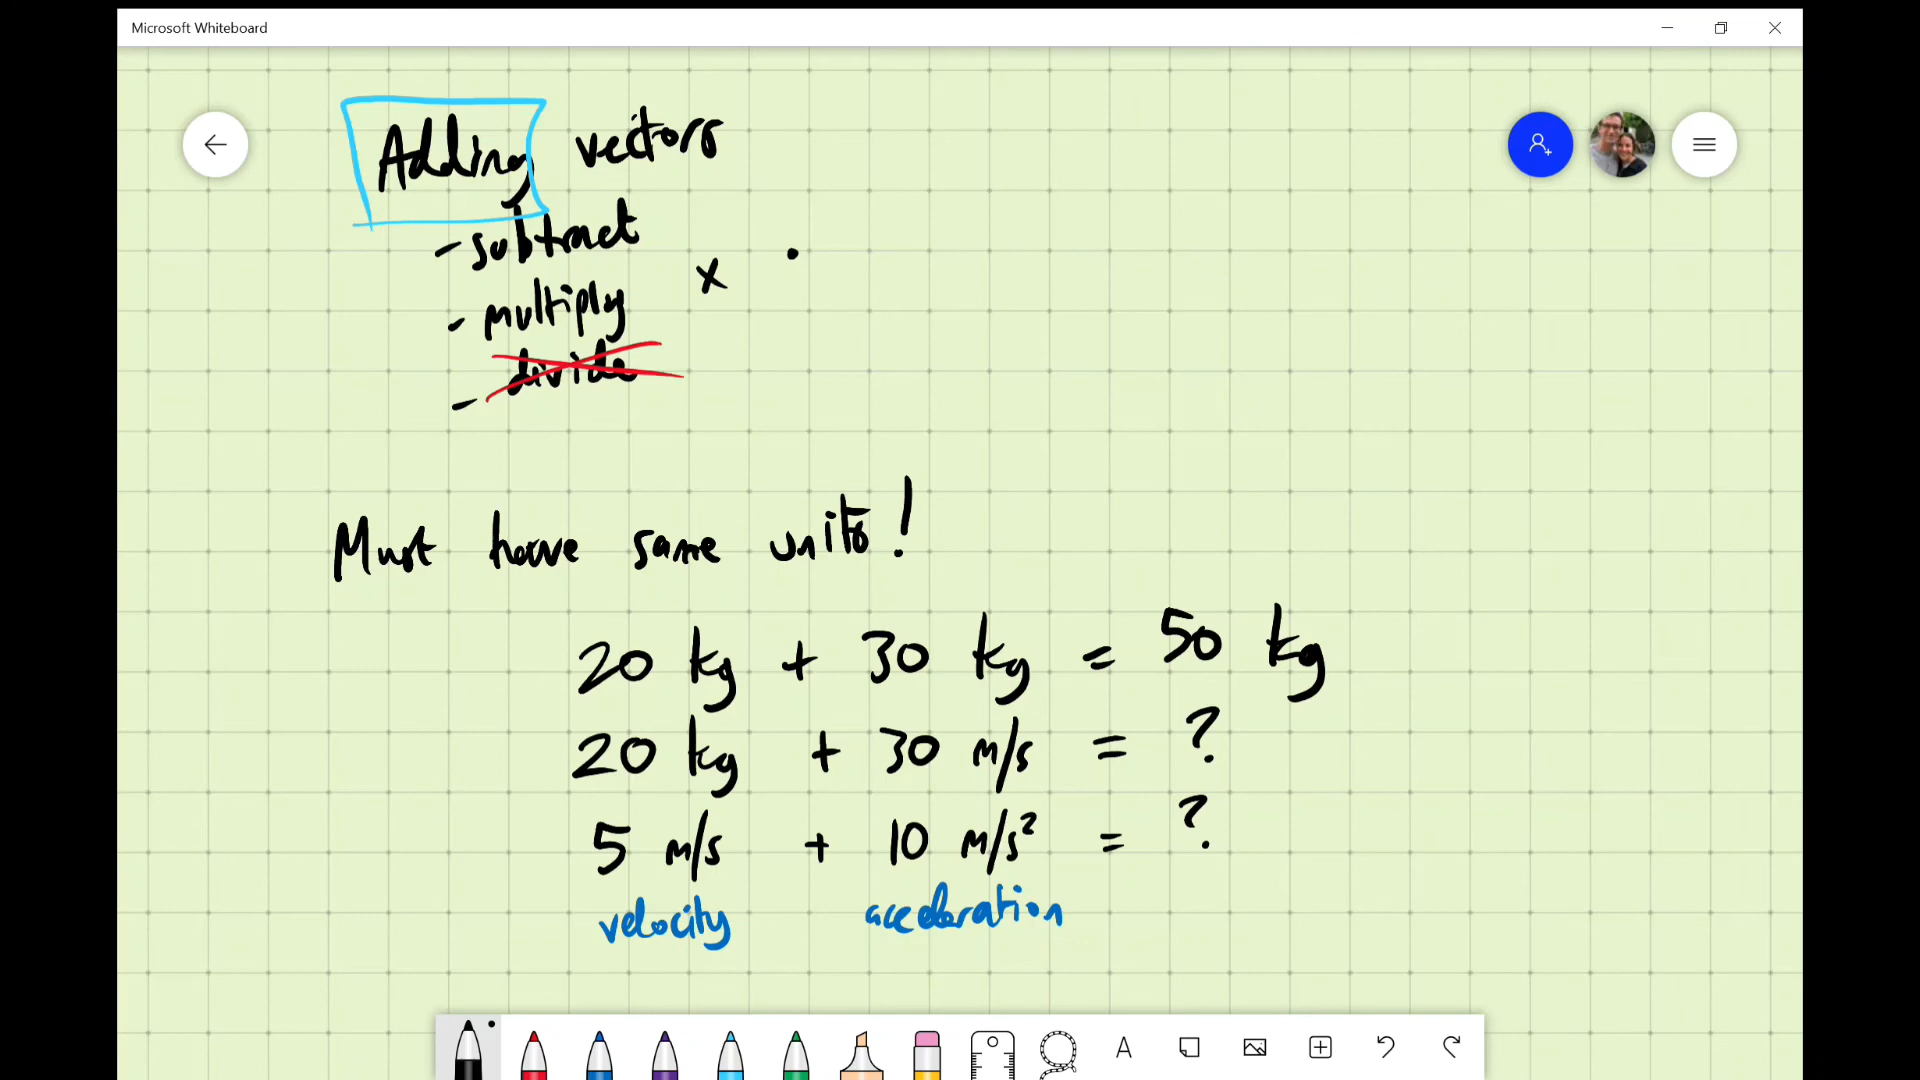 Microsoft Whiteboard
Adding vectors
- subtract
- multiply x •
- divide
Must have same units!
20 kg + 30 kg = 50 kg
20 kg + 30 m/s = ?
5 m/s + 10 m/s² = ?
velocity acceleration